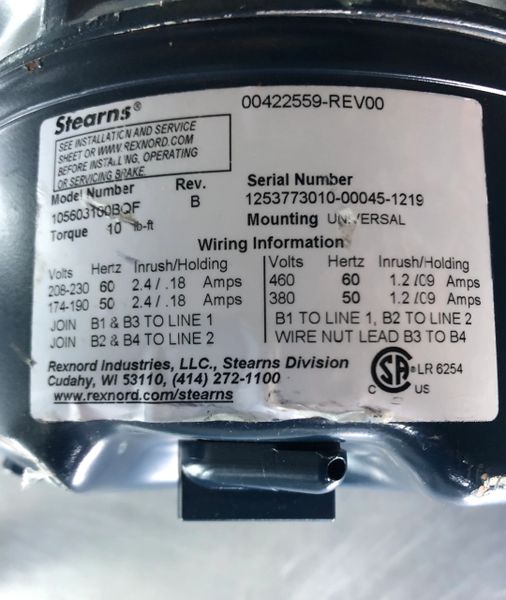 Stearns®
00422559-REV00
SEE INSTALLATION AND SERVICE
SHEET OR WWW.REXNORD.COM
BEFORE INSTALLING, OPERATING
OR SERVICING BRAKE.
Model Number Rev. Serial Number
105603100BQF B 1253773010-00045-1219
Torque 10 lb-ft Mounting UNIVERSAL
Wiring Information
Volts Hertz Inrush/Holding
208-230 60 2.4 / .18 Amps
174-190 50 2.4 / .18 Amps
JOIN B1 & B3 TO LINE 1
JOIN B2 & B4 TO LINE 2
Volts Hertz Inrush/Holding
460 60 1.2 /.09 Amps
380 50 1.2 /.09 Amps
B1 TO LINE 1, B2 TO LINE 2
WIRE NUT LEAD B3 TO B4
Rexnord Industries, LLC., Stearns Division
Cudahy, WI 53110, (414) 272-1100
www.rexnord.com/stearns
C SA US ® LR 6254